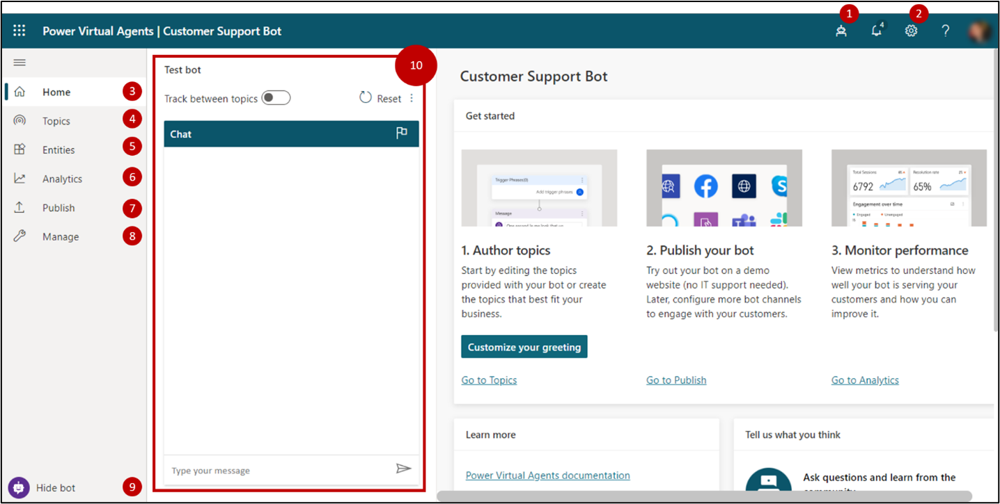 1
2
Power Virtual Agents | Customer Support Bot
4
?
Home
3
Topics
4
Entities
5
Analytics
6
Publish
7
Manage
8
Hide bot
9
10
Test bot
Track between topics
Reset
Chat
Type your message
Customer Support Bot
Get started
Trigger Phrases(0)
Add trigger phrases
Message
One second to me look that up
1. Author topics
Start by editing the topics
provided with your bot or create
the topics that best fit your
business.
Customize your greeting
Go to Topics
2. Publish your bot
Try out your bot on a demo
website (no IT support needed).
Later, configure more bot channels
to engage with your customers.
Go to Publish
Total Sessions
6792
Resolution rate
65%
Engagement over time
Engaged
Unengaged
3. Monitor performance
View metrics to understand how
well your bot is serving your
customers and how you can
improve it.
Go to Analytics
Learn more
Power Virtual Agents documentation
Tell us what you think
Ask questions and learn from the
community